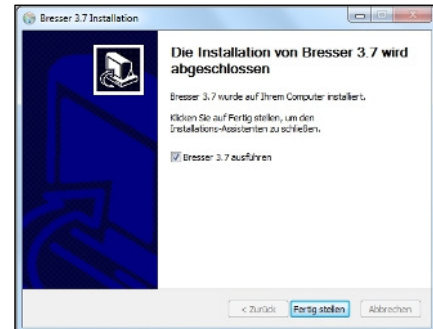 Bresser 3.7 Installation
Die Installation von Bresser 3.7 wird
abgeschlossen
Bresser 3.7 wurde auf Ihrem Computer installiert.
Klicken Sie auf Fertig stellen, um den
Installations-Assistenten zu schließen.
Bresser 3.7 ausführen
< Zurück Fertig stellen Abbrechen